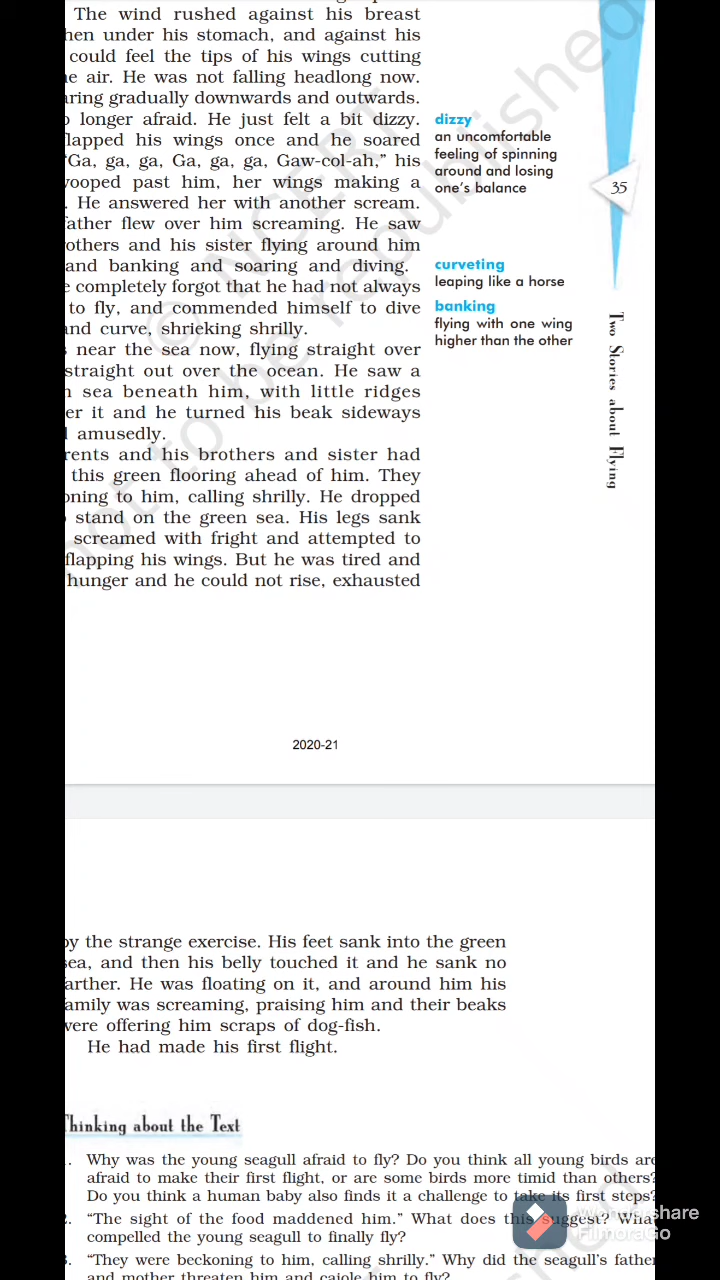 The wind rushed against his breast
hen under his stomach, and against his
could feel the tips of his wings cutting
e air. He was not falling headlong now.
aring gradually downwards and outwards.
longer afraid. He just felt a bit dizzy.
lapped his wings once and he soared
“Ga, ga, ga, Ga, ga, ga, Gaw-col-ah,” his
ooped past him, her wings making a
. He answered her with another scream.
father flew over him screaming. He saw
others and his sister flying around him
and banking and soaring and diving.
e completely forgot that he had not always
to fly, and commended himself to dive
and curve, shrieking shrilly.
near the sea now, flying straight over
straight out over the ocean. He saw a
sea beneath him, with little ridges
er it and he turned his beak sideways
amusedly.
rents and his brothers and sister had
this green flooring ahead of him. They
oning to him, calling shrilly. He dropped
stand on the green sea. His legs sank
screamed with fright and attempted to
flapping his wings. But he was tired and
hunger and he could not rise, exhausted
dizzy
an uncomfortable
feeling of spinning
around and losing
one's balance
curveting
leaping like a horse
banking
flying with one wing
higher than the other
35
Two Stories about Flying
© NCERT
not to be republished
2020-21
by the strange exercise. His feet sank into the green
sea, and then his belly touched it and he sank no
farther. He was floating on it, and around him his
family was screaming, praising him and their beaks
were offering him scraps of dog-fish.
He had made his first flight.
Thinking about the Text
. Why was the young seagull afraid to fly? Do you think all young birds are
afraid to make their first flight, or are some birds more timid than others?
Do you think a human baby also finds it a challenge to take its first steps?
2. “The sight of the food maddened him.” What does this suggest? What
compelled the young seagull to finally fly?
3. “They were beckoning to him, calling shrilly.” Why did the seagull's father
and mother threaten him and cajole him to fly?
shed
Wondershare
Filmora Go